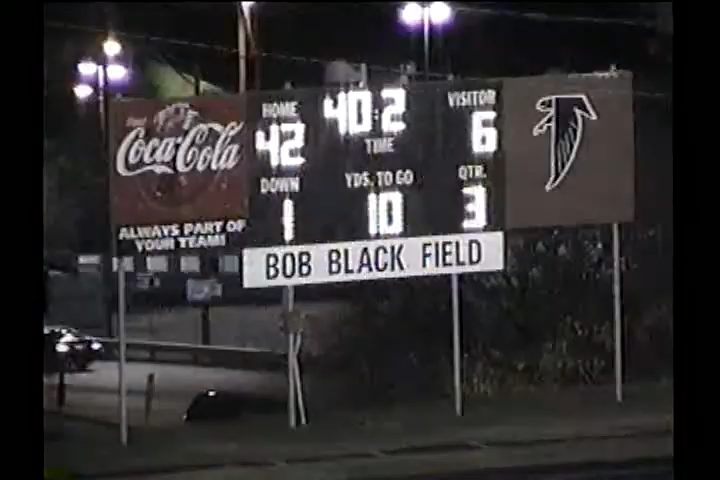 Coca-Cola
ALWAYS PART OF
YOUR TEAM!
HOME
42
40:2
TIME
VISITOR
6
DOWN
1
YDS. TO GO
10
QTR.
3
BOB BLACK FIELD